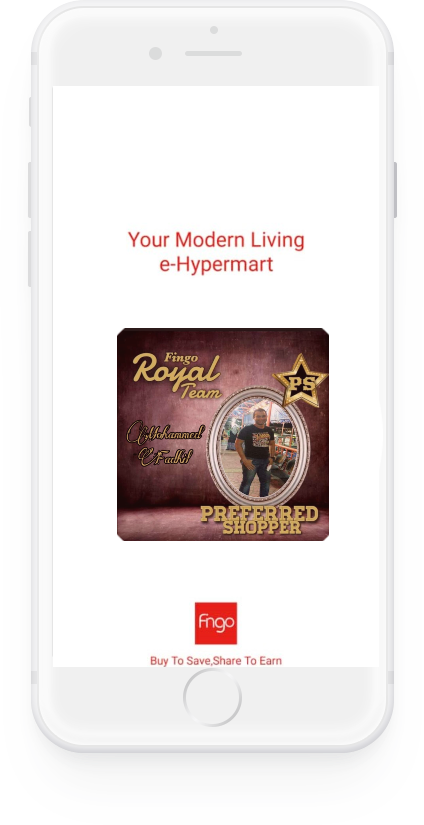 Your Modern Living
e-Hypermart
Fingo
Royal
Team
PS
Mohammed
Fadhil
PREFERRED
SHOPPER
Fingo
Buy To Save,Share To Earn